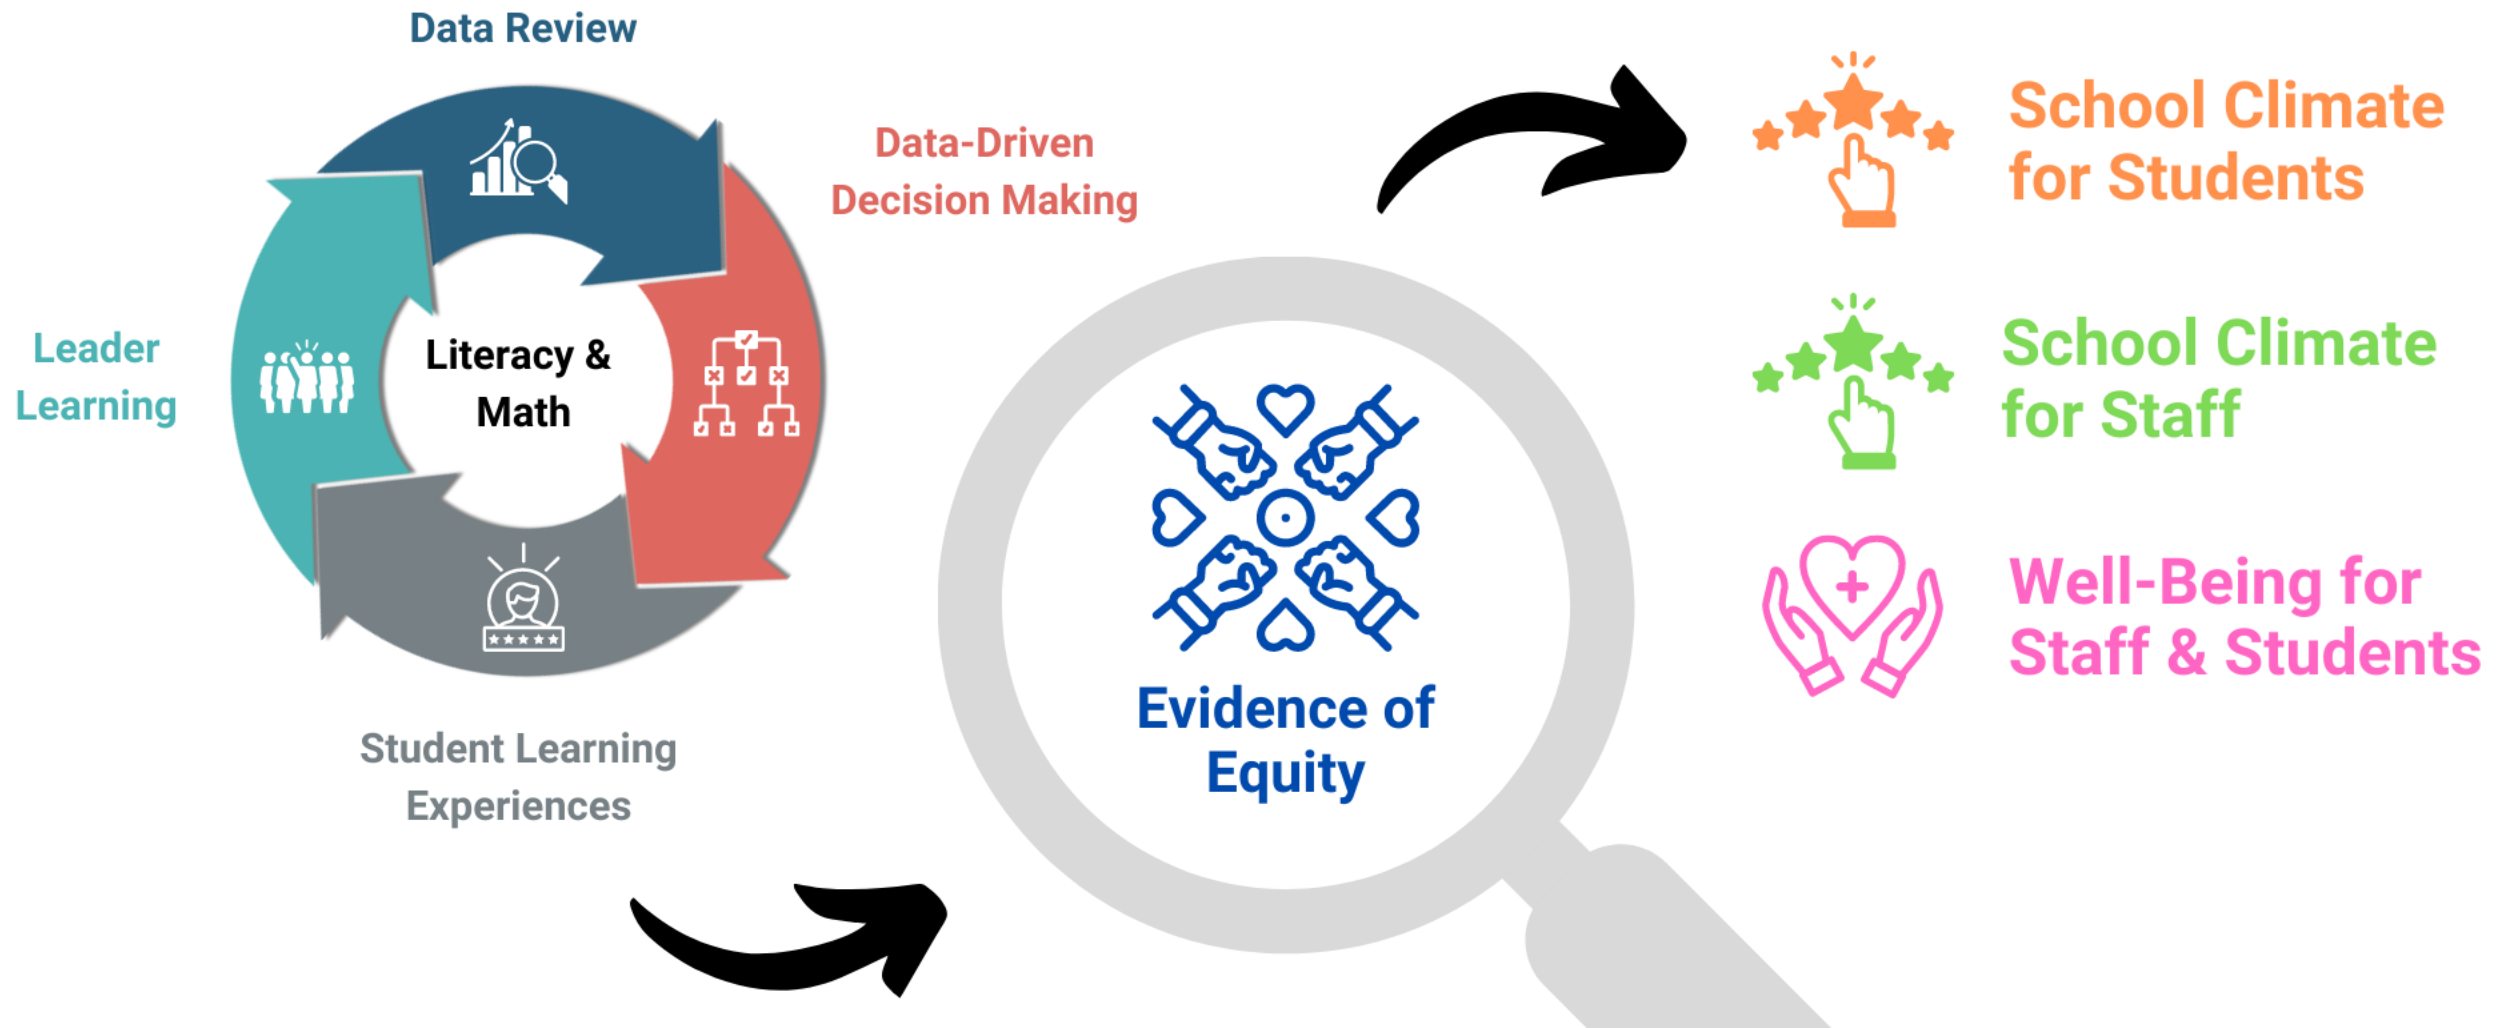 Data Review
Data-Driven
Decision Making
Leader
Learning
Literacy &
Math
Student Learning
Experiences
Evidence of
Equity
School Climate
for Students
School Climate
for Staff
Well-Being for
Staff & Students